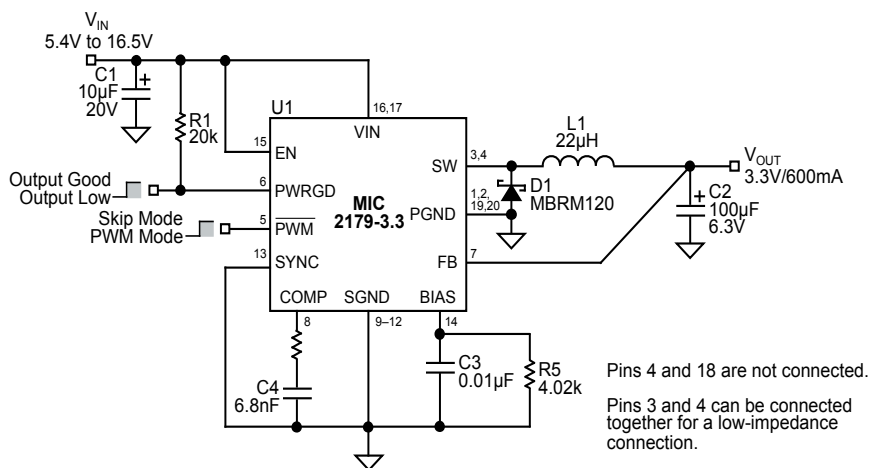 VIN
5.4V to 16.5V
C1
10µF
20V
R1
20k
U1
16,17
VIN
15
EN
Output Good
Output Low
6
PWRGD
Skip Mode
PWM Mode
5
PWM
13
SYNC
MIC
2179-3.3
SW
3,4
L1
22µH
VOUT
3.3V/600mA
1,2,
19,20
PGND
D1
MBRM120
C2
100µF
6.3V
FB
7
COMP
SGND
BIAS
8
9–12
14
C4
6.8nF
C3
0.01µF
R5
4.02k
Pins 4 and 18 are not connected.
Pins 3 and 4 can be connected
together for a low-impedance
connection.